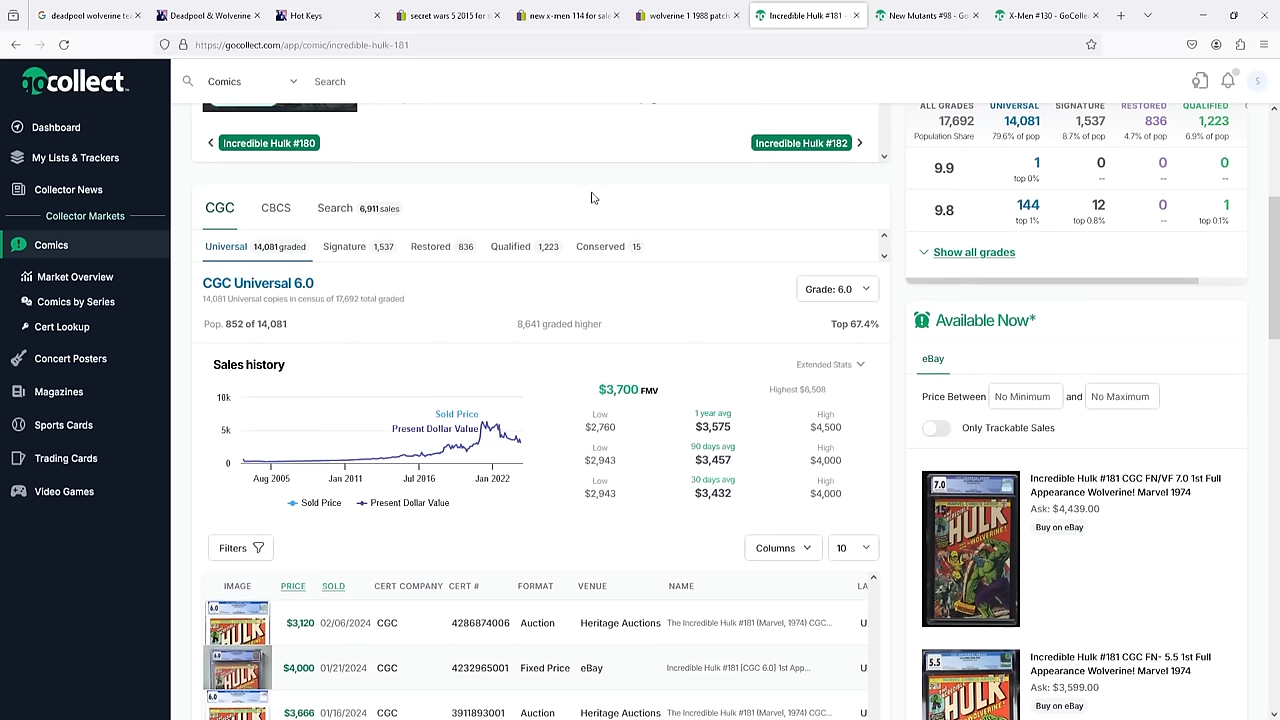 deadpool wolverine tea
Deadpool & Wolverine
Hot Keys
secret wars 5 2015 for s
new x-men 114 for sale
wolverine 1 1988 patch
Incredible Hulk #181 -
New Mutants #98 - Go
X-Men #130 - GoCollec
https://gocollect.com/app/comic/incredible-hulk-181
gocollect
Comics
Search
S
Dashboard
My Lists & Trackers
Collector News
Collector Markets
Comics
Market Overview
Comics by Series
Cert Lookup
Concert Posters
Magazines
Sports Cards
Trading Cards
Video Games
Incredible Hulk #180
Incredible Hulk #182
CGC
CBCS
Search 6,911 sales
Universal 14,081 graded
Signature 1,537
Restored 836
Qualified 1,223
Conserved 15
CGC Universal 6.0
14,081 Universal copies in census of 17,692 total graded
Grade: 6.0
Pop. 852 of 14,081
8,641 graded higher
Top 67.4%
Sales history
Extended Stats
10k
5k
0
Sold Price
Present Dollar Value
Aug 2005
Jan 2011
Jul 2016
Jan 2022
Sold Price
Present Dollar Value
$3,700 FMV
Highest $6,508
Low
1 year avg
High
$2,760
$3,575
$4,500
Low
90 days avg
High
$2,943
$3,457
$4,000
Low
30 days avg
High
$2,943
$3,432
$4,000
Filters
Columns
10
IMAGE PRICE SOLD CERT COMPANY CERT # FORMAT VENUE NAME LA
$3,120 02/06/2024 CGC 4286874006 Auction Heritage Auctions The Incredible Hulk #181 (Marvel, 1974) CGC... U
$4,000 01/21/2024 CGC 4232965001 Fixed Price eBay Incredible Hulk #181 [CGC 6.0] 1st App... U
$3,666 01/16/2024 CGC 3911893001 Auction Heritage Auctions The Incredible Hulk #181 (Marvel, 1974) CGC... U
ALL GRADES UNIVERSAL SIGNATURE RESTORED QUALIFIED
17,692 14,081 1,537 836 1,223
Population Share 79.6% of pop 8.7% of pop 4.7% of pop 6.9% of pop
9.9 1 0 0 0
top 0% -- -- --
9.8 144 12 0 1
top 1% top 0.8% -- top 0.1%
Show all grades
Available Now*
eBay
Price Between No Minimum and No Maximum
Only Trackable Sales
7.0
HULK
Incredible Hulk #181 CGC FN/VF 7.0 1st Full
Appearance Wolverine! Marvel 1974
Ask: $4,439.00
Buy on eBay
5.5
HULK
Incredible Hulk #181 CGC FN- 5.5 1st Full
Appearance Wolverine! Marvel 1974
Ask: $3,599.00
Buy on eBay